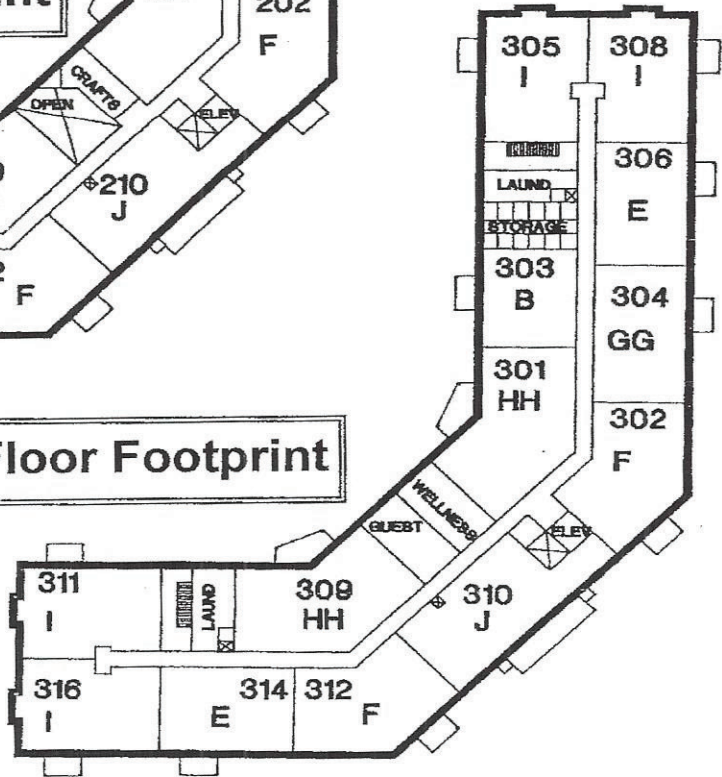 202
F
CRAFTS
OPEN
ELEV
210
J
F
Floor Footprint
305
I
308
I
306
E
LAUND
STORAGE
303
B
304
GG
301
HH
302
F
WELLNESS
GUEST
ELEV
311
I
LAUND
309
HH
310
J
316
I
314
E
312
F